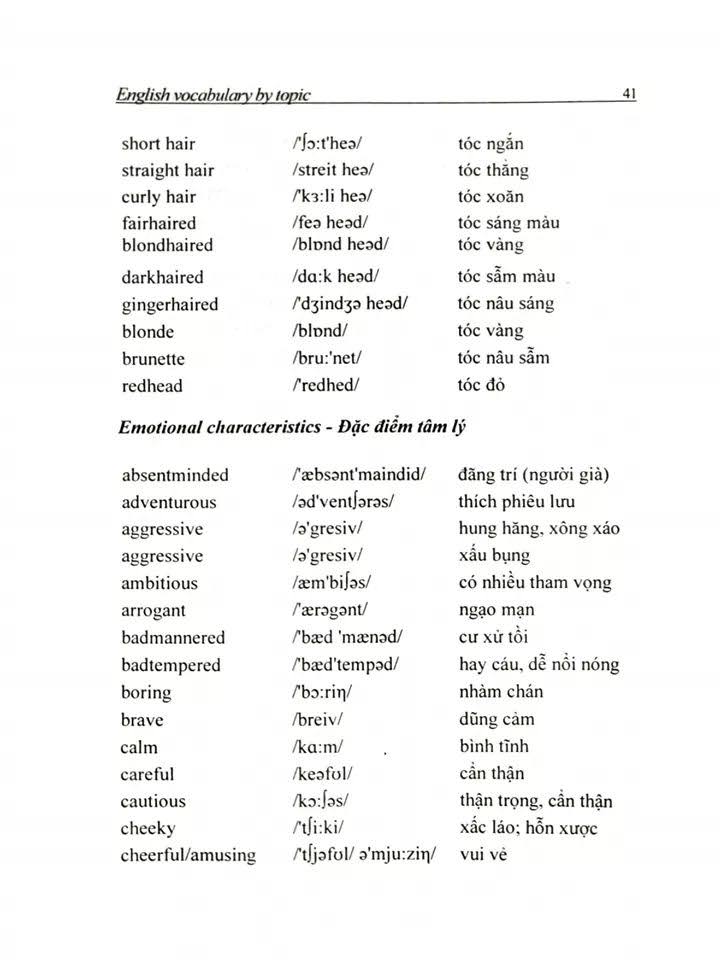 English vocabulary by topic 41
short hair /'ʃɔ:t'heə/ tóc ngắn
straight hair /streit heə/ tóc thẳng
curly hair /'kɜ:li heə/ tóc xoăn
fairhaired /feə heəd/ tóc sáng màu
blondhaired /blɒnd heəd/ tóc vàng
darkhaired /dɑ:k heəd/ tóc sẫm màu
gingerhaired /'dʒindʒə heəd/ tóc nâu sáng
blonde /blɒnd/ tóc vàng
brunette /bru:'net/ tóc nâu sẫm
redhead /'redhed/ tóc đỏ
Emotional characteristics - Đặc điểm tâm lý
absentminded /'æbsənt'maindid/ đãng trí (người già)
adventurous /əd'ventʃərəs/ thích phiêu lưu
aggressive /ə'gresiv/ hung hăng, xông xáo
aggressive /ə'gresiv/ xấu bụng
ambitious /æm'biʃəs/ có nhiều tham vọng
arrogant /'ærəgənt/ ngạo mạn
badmannered /'bæd 'mænəd/ cư xử tồi
badtempered /'bæd'tempəd/ hay cáu, dễ nổi nóng
boring /'bɔ:riŋ/ nhàm chán
brave /breiv/ dũng cảm
calm /kɑ:m/ bình tĩnh
careful /keəfʊl/ cẩn thận
cautious /kɔ:ʃəs/ thận trọng, cẩn thận
cheeky /'tʃi:ki/ xấc láo; hỗn xược
cheerful/amusing /'tʃjəfʊl/ ə'mju:ziŋ/ vui vẻ